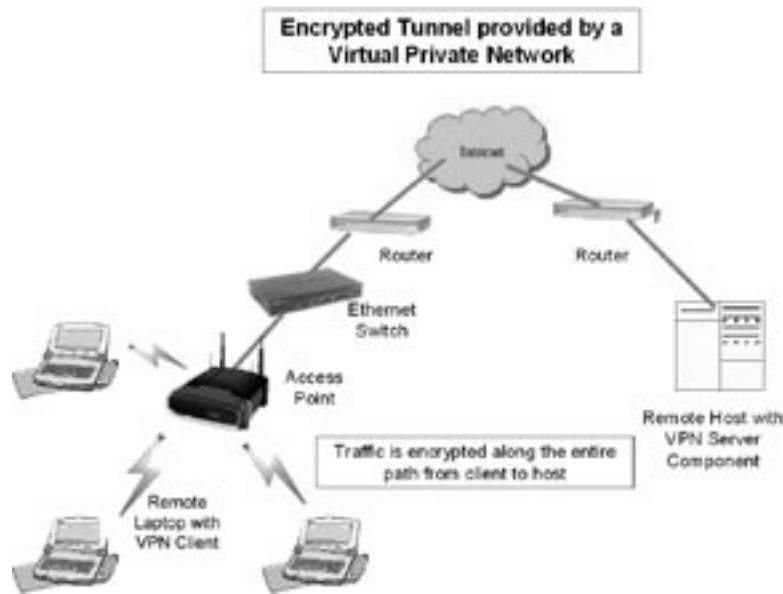 Encrypted Tunnel provided by a
Virtual Private Network
Internet
Router
Router
Ethernet
Switch
Access
Point
Remote Host with
VPN Server
Component
Traffic is encrypted along the entire
path from client to host
Remote
Laptop with
VPN Client